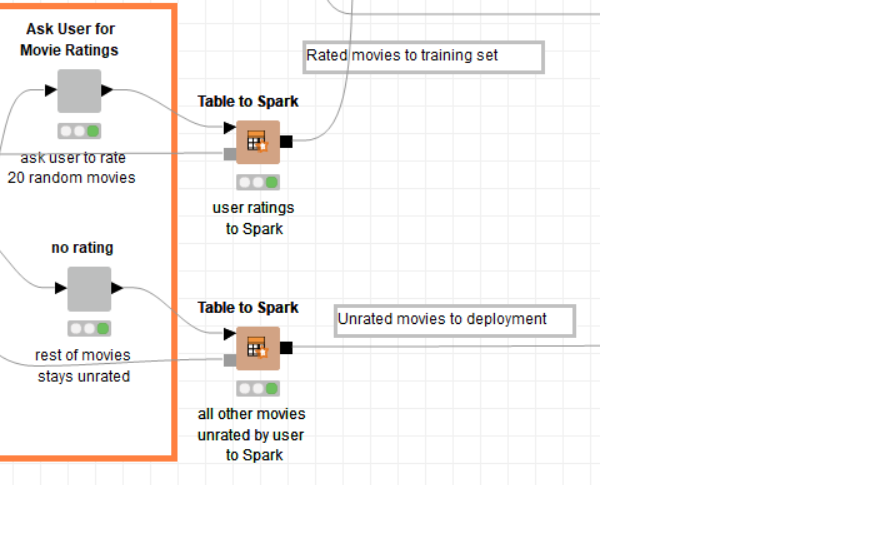 Ask User for
Movie Ratings
ask user to rate
20 random movies
Rated movies to training set
Table to Spark
user ratings
to Spark
no rating
rest of movies
stays unrated
Table to Spark
Unrated movies to deployment
all other movies
unrated by user
to Spark